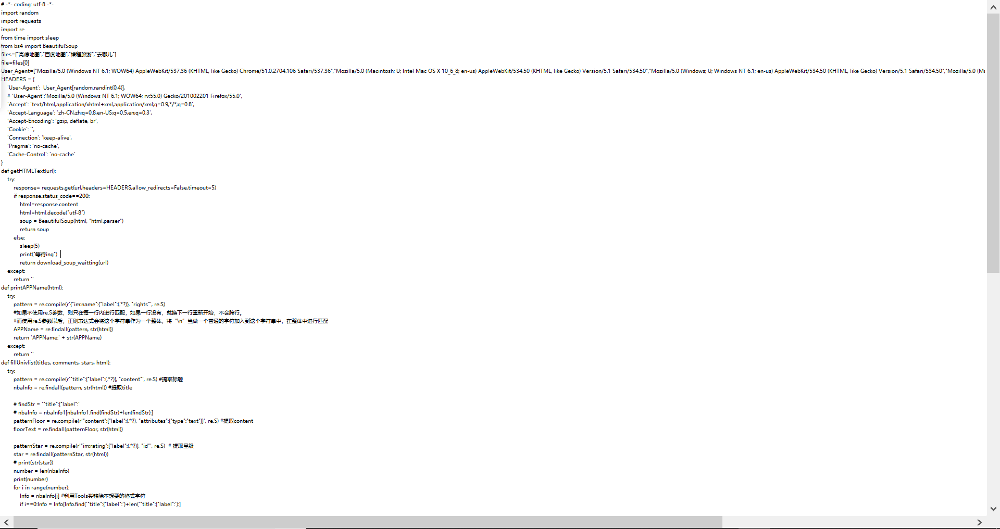 # -*- coding: utf-8 -*-
import random
import requests
import re
from time import sleep
from bs4 import BeautifulSoup
files=["高德地图","百度地图","携程旅游","去哪儿"]
file=files[0]
User_Agent=["Mozilla/5.0 (Windows NT 6.1; WOW64) AppleWebKit/537.36 (KHTML, like Gecko) Chrome/51.0.2704.106 Safari/537.36","Mozilla/5.0 (Macintosh; U; Intel Mac OS X 10_6_8; en-us) AppleWebKit/534.50 (KHTML, like Gecko) Version/5.1 Safari/534.50","Mozilla/5.0 (Windows; U; Windows NT 6.1; en-us) AppleWebKit/534.50 (KHTML, like Gecko) Version/5.1 Safari/534.50","Mozilla/5.0 (Ma
HEADERS = {
    'User-Agent':  User_Agent[random.randint(0,4)],
    # 'User-Agent':'Mozilla/5.0 (Windows NT 6.1; WOW64; rv:55.0) Gecko/201002201 Firefox/55.0',
    'Accept': 'text/html,application/xhtml+xml,application/xml;q=0.9,*/*;q=0.8',
    'Accept-Language': 'zh-CN,zh;q=0.8,en-US;q=0.5,en;q=0.3',
    'Accept-Encoding': 'gzip, deflate, br',
    'Cookie': '',
    'Connection': 'keep-alive',
    'Pragma': 'no-cache',
    'Cache-Control': 'no-cache'
}
def getHTMLText(url):
    try:
        response= requests.get(url,headers=HEADERS,allow_redirects=False,timeout=5)
        if response.status_code==200:
            html=response.content
            html=html.decode("utf-8")
            soup = BeautifulSoup(html, "html.parser")
            return soup
        else:
            sleep(5)
            print("等待ing")
            return download_soup_waitting(url)
    except:
        return ''
def printAPPName(html):
    try:
        pattern = re.compile(r'{"im:name":{"label":(.*?)}, "rights"', re.S)
        #如果不使用re.S参数，则只在每一行内进行匹配，如果一行没有，就换下一行重新开始，不会跨行。
        #而使用re.S参数以后，正则表达式会将这个字符串作为一个整体，将“\n”当做一个普通的字符加入到这个字符串中，在整体中进行匹配
        APPName = re.findall(pattern, str(html))
        return 'APPName:' + str(APPName)
    except:
        return ''
def fillUnivlist(titles, comments, stars, html):
    try:
        pattern = re.compile(r'"title":{"label":(.*?)}, "content"', re.S) #提取标题
        nbaInfo = re.findall(pattern, str(html)) #提取title
        # findStr = '"title":{"label":'
        # nbaInfo = nbaInfo1[nbaInfo1.find(findStr)+len(findStr):]
        patternFloor = re.compile(r'"content":{"label":(.*?), "attributes":{"type":"text"}}', re.S) #提取content
        floorText = re.findall(patternFloor, str(html))
        patternStar = re.compile(r'"im:rating":{"label":(.*?)}, "id"', re.S)  # 提取星级
        star = re.findall(patternStar, str(html))
        # print(str(star))
        number = len(nbaInfo)
        print(number)
        for i in range(number):
            Info = nbaInfo[i] #利用Tools类移除不想要的格式字符
            if i==0:Info = Info[Info.find('"title":{"label":')+len('"title":{"label":'):]